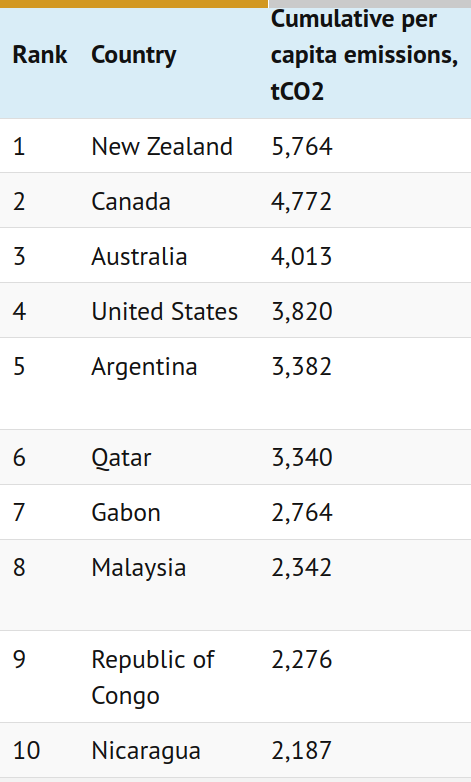 Rank Country Cumulative per
capita emissions,
tCO2
1 New Zealand 5,764
2 Canada 4,772
3 Australia 4,013
4 United States 3,820
5 Argentina 3,382
6 Qatar 3,340
7 Gabon 2,764
8 Malaysia 2,342
9 Republic of 2,276
Congo
10 Nicaragua 2,187